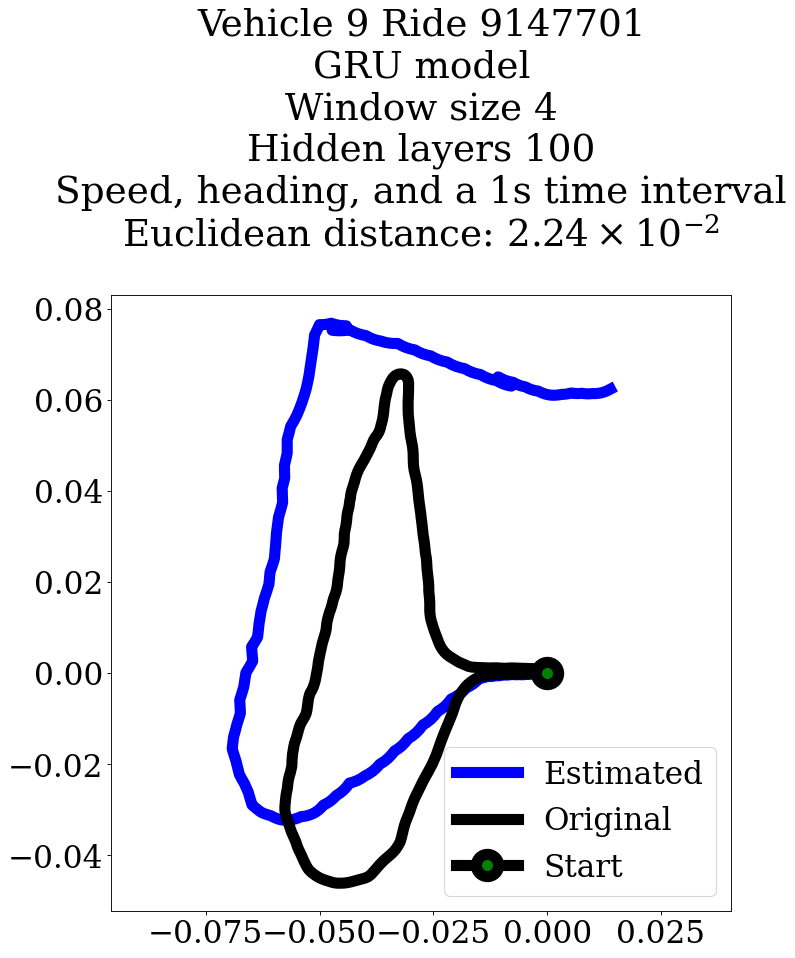 Vehicle 9 Ride 9147701
GRU model
Window size 4
Hidden layers 100
Speed, heading, and a 1s time interval
Euclidean distance: 2.24 × 10⁻²
0.08
0.06
0.04
0.02
0.00
−0.02
−0.04
Estimated
Original
Start
−0.075 −0.050 −0.025 0.000 0.025